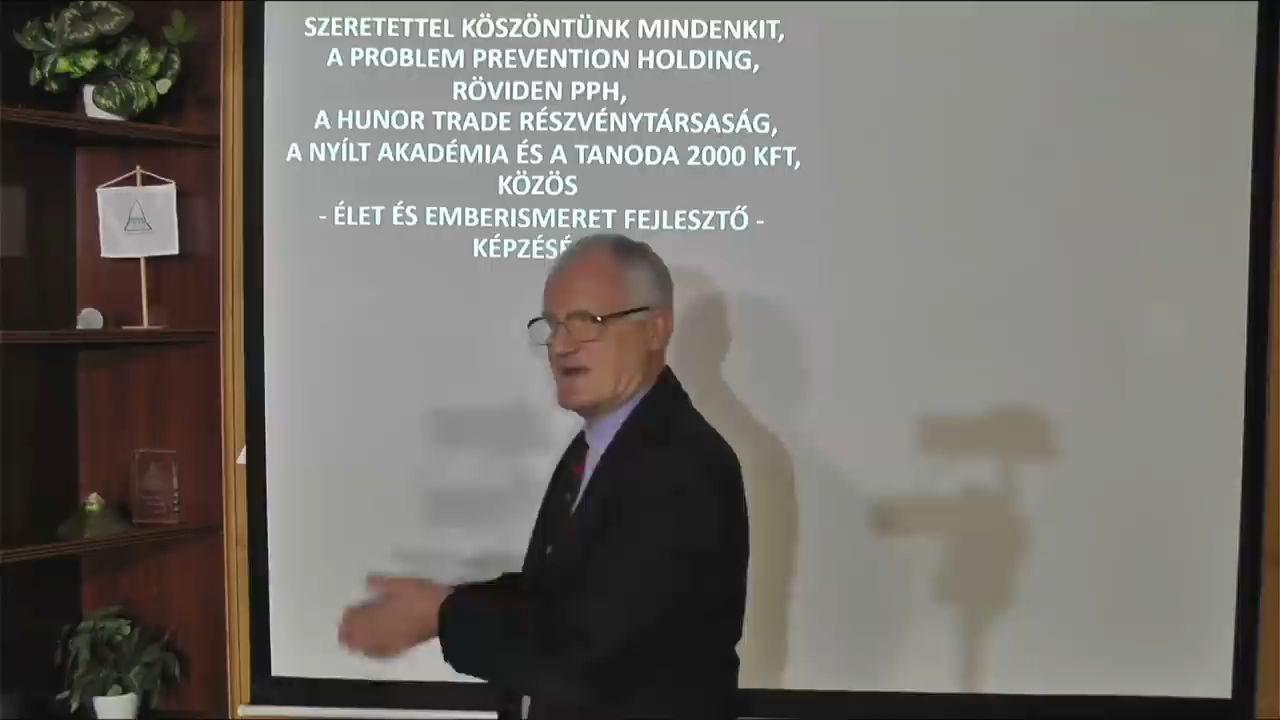 SZERETETTEL KÖSZÖNTÜNK MINDENKIT,
A PROBLEM PREVENTION HOLDING,
RÖVIDEN PPH,
A HUNOR TRADE RÉSZVÉNYTÁRSASÁG,
A NYÍLT AKADÉMIA ÉS A TANODA 2000 KFT,
KÖZÖS
- ÉLET ÉS EMBERISMERET FEJLESZTŐ -